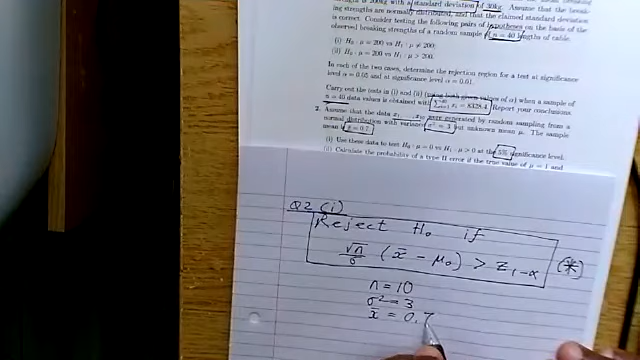 strength is 200kg with a standard deviation of 30kg. Assume that the break-
ing strengths are normally distributed, and that the claimed standard deviation
is correct. Consider testing the following pairs of hypotheses on the basis of the
observed breaking strengths of a random sample of n = 40 lengths of cable.
(i) H₀ : μ = 200 vs H₁ : μ ≠ 200;
(ii) H₀ : μ = 200 vs H₁ : μ > 200.
In each of the two cases, determine the rejection region for a test at significance
level α = 0.05 and at significance level α = 0.01.
Carry out the tests in (i) and (ii) (using both given values of α) when a sample of
n = 40 data values is obtained with xᵢ = 8328.4. Report your conclusions
2. Assume that the data x₁, ..., x₁₀ were generated by random sampling from a
normal distribution with variance σ² = 3 but unknown mean μ. The sample
mean is x̄ = 0.7.
(i) Use these data to test H₀ : μ = 0 vs H₁ : μ > 0 at the 5% significance level.
(ii) Calculate the probability of a type II error if the true value of μ = 1 and
Q2 (i)
Reject H₀ if
√n/σ (x̄ - μ₀) > z₁₋α (*)
n = 10
σ² = 3
x̄ = 0.7